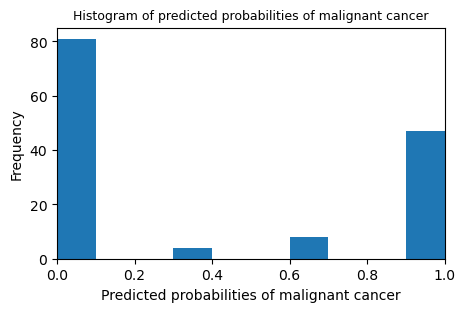 Histogram of predicted probabilities of malignant cancer
80
60
40
20
0
Frequency
0.0 0.2 0.4 0.6 0.8 1.0
Predicted probabilities of malignant cancer